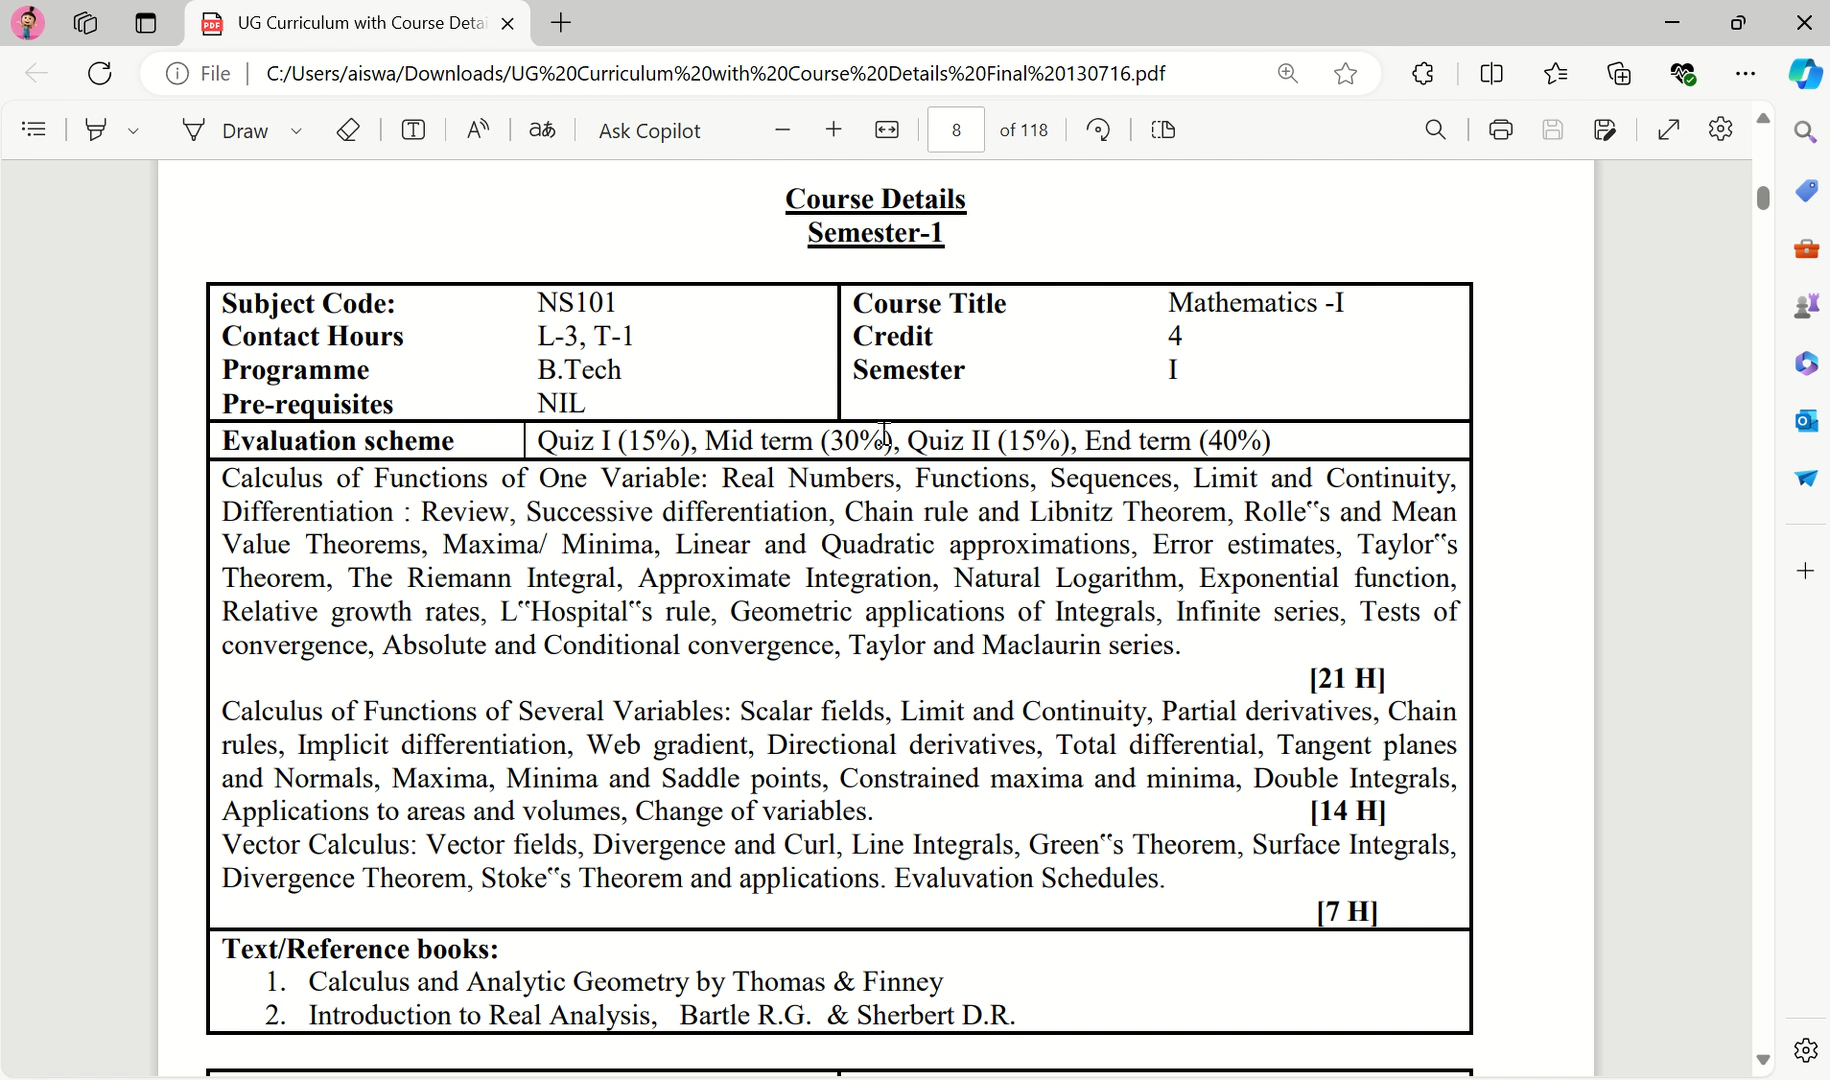 UG Curriculum with Course Detai
File C:/Users/aiswa/Downloads/UG%20Curriculum%20with%20Course%20Details%20Final%20130716.pdf
Draw Ask Copilot 8 of 118
Course Details
Semester-1
Subject Code: NS101 Course Title Mathematics -I
Contact Hours L-3, T-1 Credit 4
Programme B.Tech Semester I
Pre-requisites NIL
Evaluation scheme Quiz I (15%), Mid term (30%), Quiz II (15%), End term (40%)
Calculus of Functions of One Variable: Real Numbers, Functions, Sequences, Limit and Continuity,
Differentiation : Review, Successive differentiation, Chain rule and Libnitz Theorem, Rolle‟s and Mean
Value Theorems, Maxima/ Minima, Linear and Quadratic approximations, Error estimates, Taylor‟s
Theorem, The Riemann Integral, Approximate Integration, Natural Logarithm, Exponential function,
Relative growth rates, L‟Hospital‟s rule, Geometric applications of Integrals, Infinite series, Tests of
convergence, Absolute and Conditional convergence, Taylor and Maclaurin series.
[21 H]
Calculus of Functions of Several Variables: Scalar fields, Limit and Continuity, Partial derivatives, Chain
rules, Implicit differentiation, Web gradient, Directional derivatives, Total differential, Tangent planes
and Normals, Maxima, Minima and Saddle points, Constrained maxima and minima, Double Integrals,
Applications to areas and volumes, Change of variables. [14 H]
Vector Calculus: Vector fields, Divergence and Curl, Line Integrals, Green‟s Theorem, Surface Integrals,
Divergence Theorem, Stoke‟s Theorem and applications. Evaluvation Schedules.
[7 H]
Text/Reference books:
1. Calculus and Analytic Geometry by Thomas & Finney
2. Introduction to Real Analysis, Bartle R.G. & Sherbert D.R.